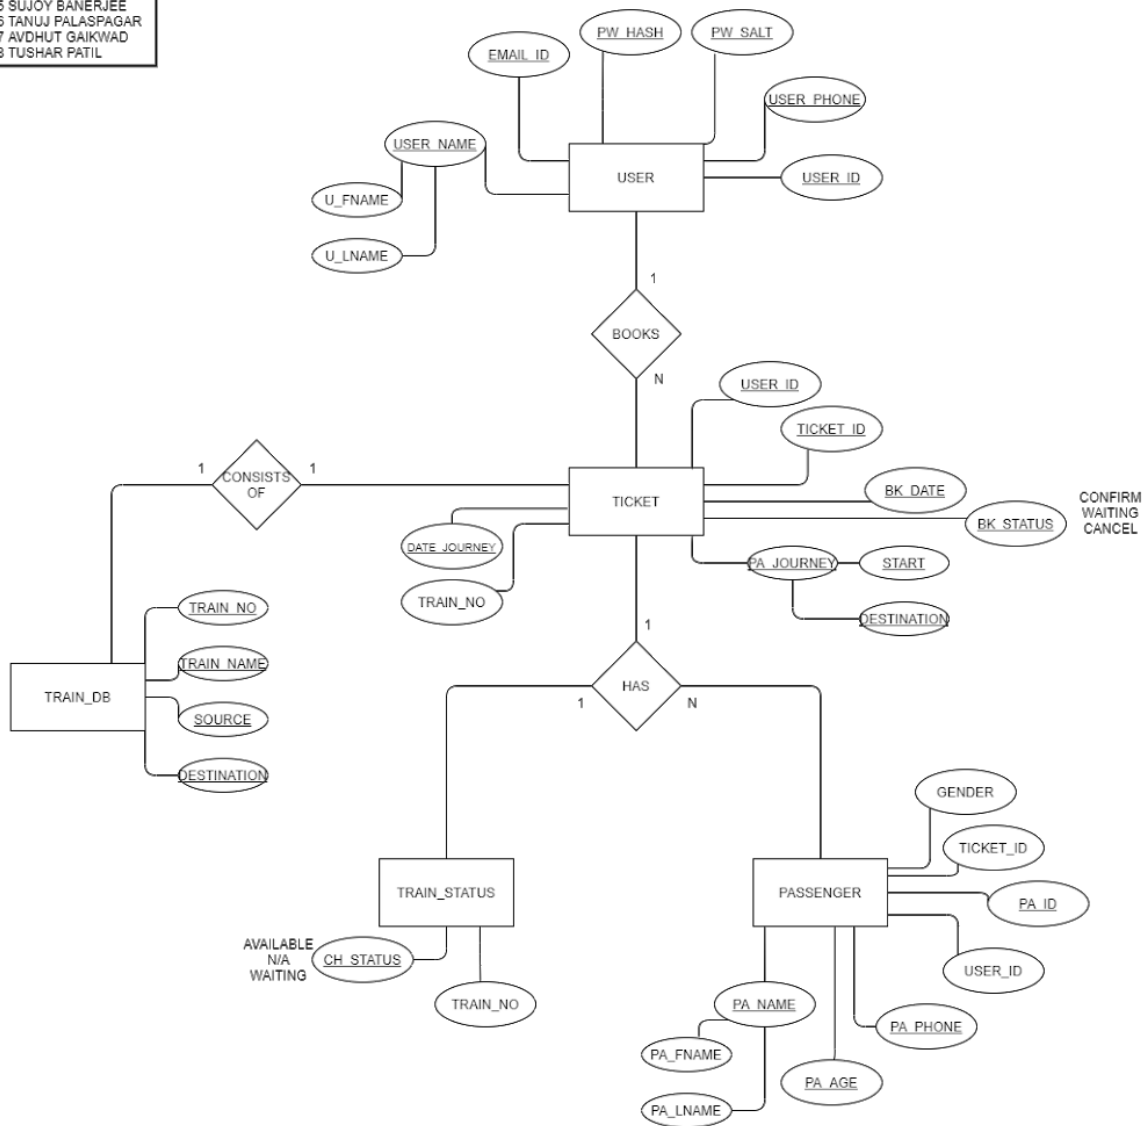 5 SUJOY BANERJEE
6 TANUJ PALASPAGAR
7 AVDHUT GAIKWAD
8 TUSHAR PATIL
PW_HASH
PW_SALT
EMAIL_ID
USER_PHONE
USER_NAME
USER
USER_ID
U_FNAME
U_LNAME
1
BOOKS
N
USER_ID
TICKET_ID
1
CONSISTS
OF
1
TICKET
BK_DATE
BK_STATUS
CONFIRM
WAITING
CANCEL
DATE_JOURNEY
PA_JOURNEY
START
TRAIN_NO
DESTINATION
TRAIN_NO
1
TRAIN_NAME
HAS
TRAIN_DB
1
N
SOURCE
DESTINATION
GENDER
TICKET_ID
TRAIN_STATUS
PASSENGER
PA_ID
AVAILABLE
N/A
WAITING
CH_STATUS
USER_ID
TRAIN_NO
PA_NAME
PA_PHONE
PA_FNAME
PA_AGE
PA_LNAME